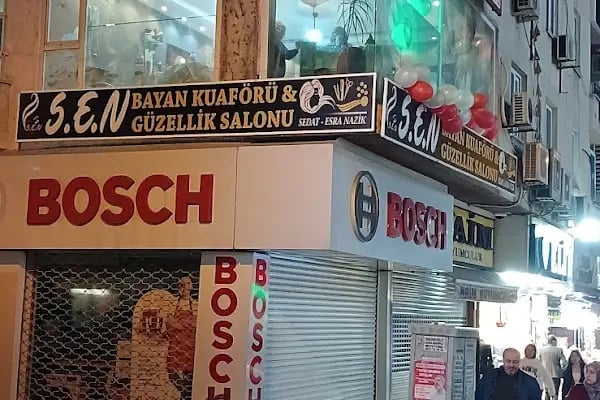 S.E.N
BAYAN KUAFÖRÜ &
GÜZELLİK SALONU
SEDAT - ESRA NAZİK
S.E.N
S.E.N
BAYAN KUAFÖRÜ &
GÜZELLİK SALONU
BOSCH
BOSCH
BOSCH
BOSCH